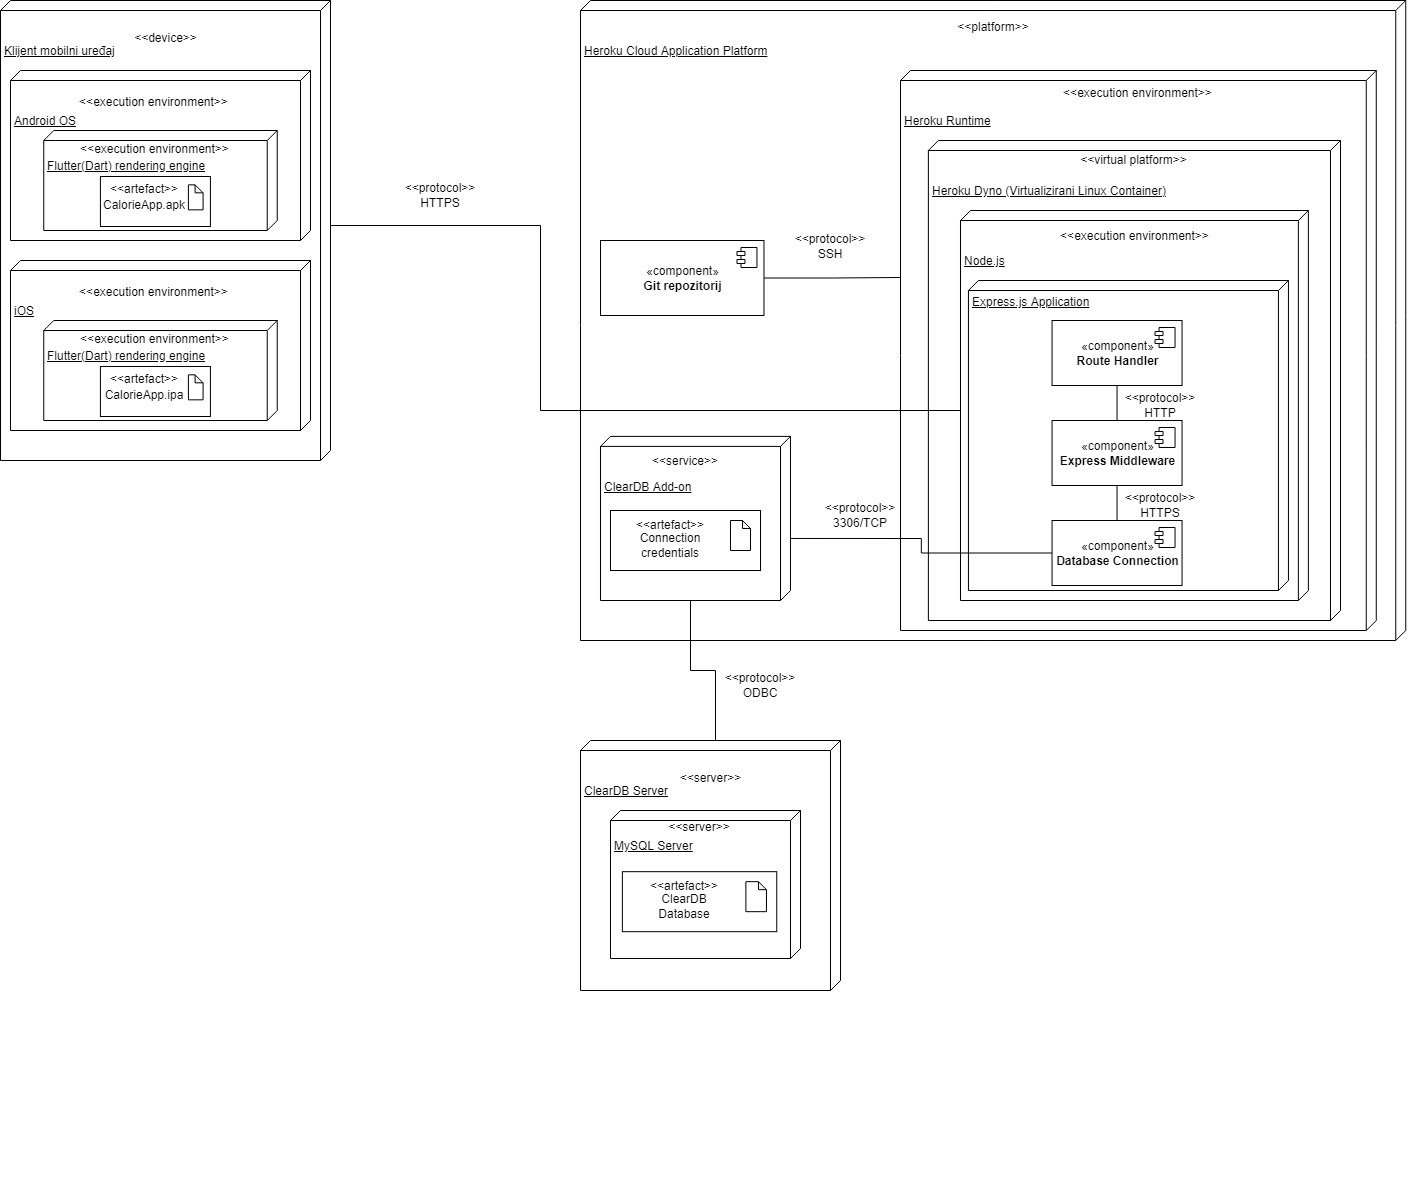 <<device>>
Klijent mobilni uređaj
<<execution environment>>
Android OS
<<execution environment>>
Flutter(Dart) rendering engine
<<artefact>>
CalorieApp.apk
<<execution environment>>
iOS
<<execution environment>>
Flutter(Dart) rendering engine
<<artefact>>
CalorieApp.ipa
<<protocol>>
HTTPS
<<platform>>
Heroku Cloud Application Platform
«component»
Git repozitorij
<<protocol>>
SSH
<<execution environment>>
Heroku Runtime
<<virtual platform>>
Heroku Dyno (Virtualizirani Linux Container)
<<execution environment>>
Node.js
Express.js Application
«component»
Route Handler
<<protocol>>
HTTP
«component»
Express Middleware
<<protocol>>
HTTPS
«component»
Database Connection
<<service>>
ClearDB Add-on
<<artefact>>
Connection
credentials
<<protocol>>
3306/TCP
<<protocol>>
ODBC
<<server>>
ClearDB Server
<<server>>
MySQL Server
<<artefact>>
ClearDB
Database